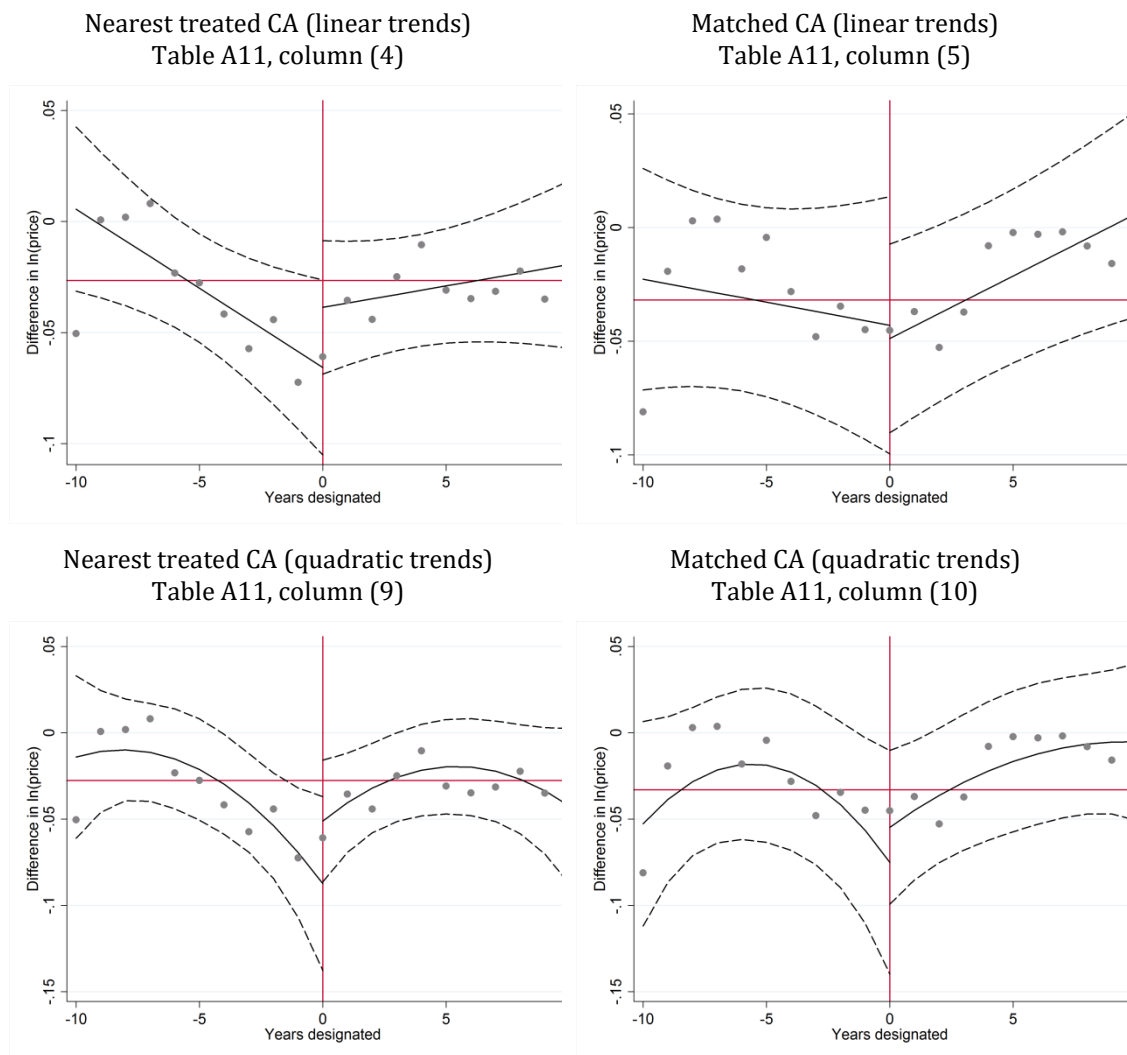 Nearest treated CA (linear trends)
Table A11, column (4)
Matched CA (linear trends)
Table A11, column (5)
Difference in ln(price)
.05
0
-.05
-.1
-10
-5
0
5
Years designated
Difference in ln(price)
.05
0
-.05
-.1
-10
-5
0
5
Years designated
Nearest treated CA (quadratic trends)
Table A11, column (9)
Matched CA (quadratic trends)
Table A11, column (10)
Difference in ln(price)
.05
0
-.05
-.1
-.15
-10
-5
0
5
Years designated
Difference in ln(price)
.05
0
-.05
-.1
-.15
-10
-5
0
5
Years designated